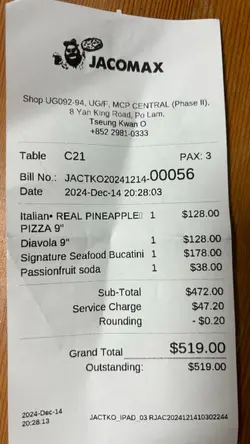 JACOMAX
Shop UG092-94, UG/F, MCP CENTRAL (Phase II),
8 Yan King Road, Po Lam,
Tseung Kwan O
+852 2981-0333
Table C21 PAX: 3
Bill No.: JACTKO20241214-00056
Date 2024-Dec-14 20:28:03
Italian• REAL PINEAPPLE 1 $128.00
PIZZA 9"
Diavola 9" 1 $128.00
Signature Seafood Bucatini 1 $178.00
Passionfruit soda 1 $38.00
Sub-Total $472.00
Service Charge $47.20
Rounding - $0.20
Grand Total $519.00
Outstanding: $519.00
2024-Dec-14
20:28:13
JACTKO_IPAD_03 RJAC2024121410302244